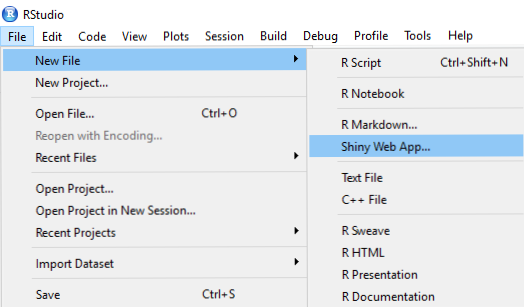 RStudio
File Edit Code View Plots Session Build Debug Profile Tools Help
New File
New Project...
Open File... Ctrl+O
Reopen with Encoding...
Recent Files
Open Project...
Open Project in New Session...
Recent Projects
Import Dataset
Save Ctrl+S
R Script Ctrl+Shift+N
R Notebook
R Markdown...
Shiny Web App...
Text File
C++ File
R Sweave
R HTML
R Presentation
R Documentation